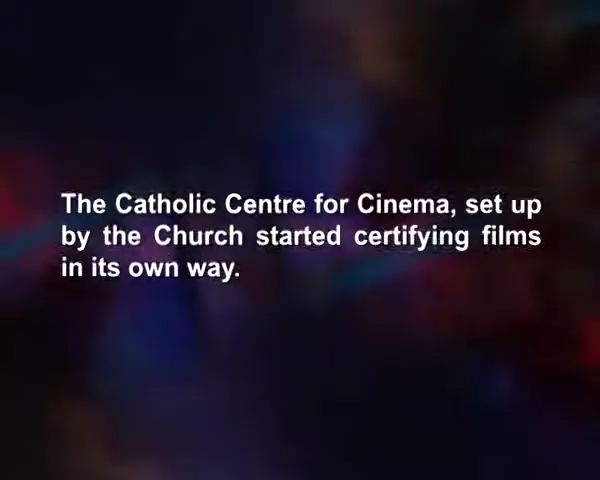 The Catholic Centre for Cinema, set up
by the Church started certifying films
in its own way.